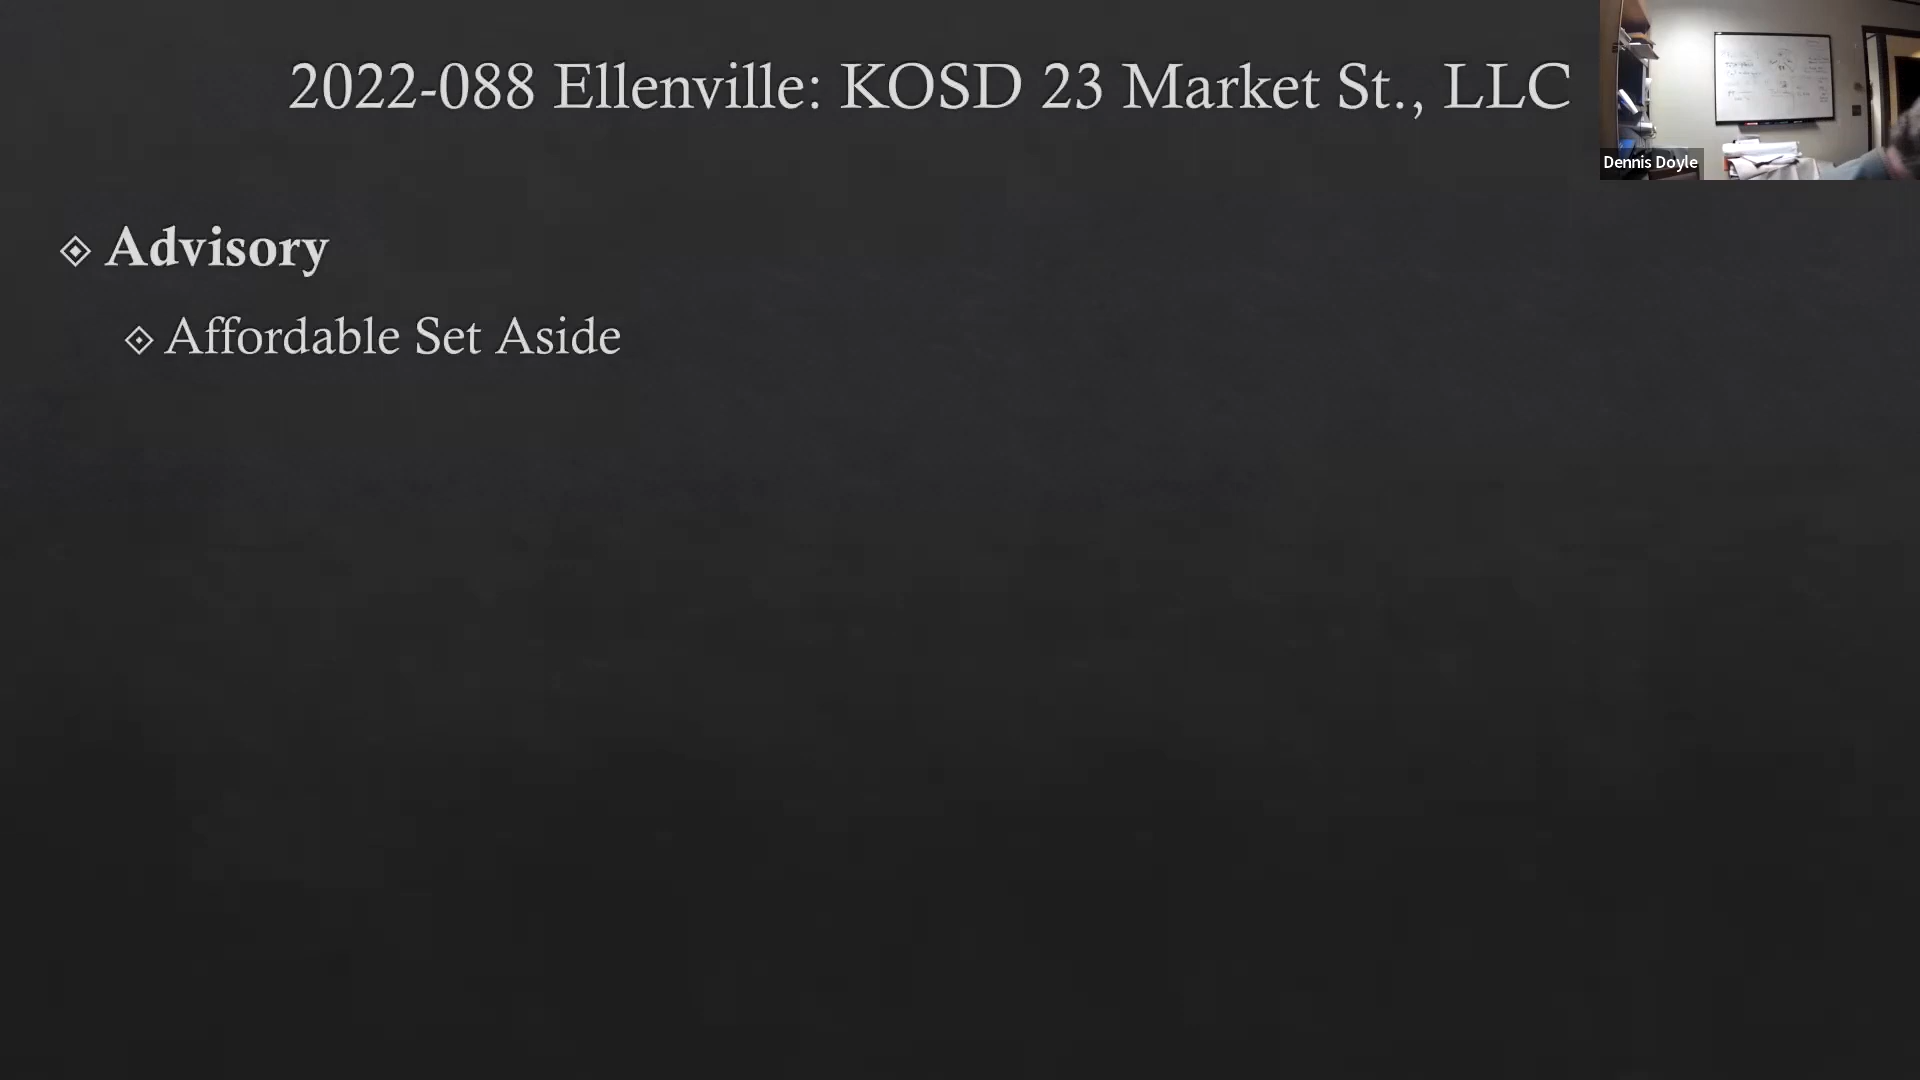 2022-088 Ellenville: KOSD 23 Market St., LLC
Dennis Doyle
Advisory
Affordable Set Aside